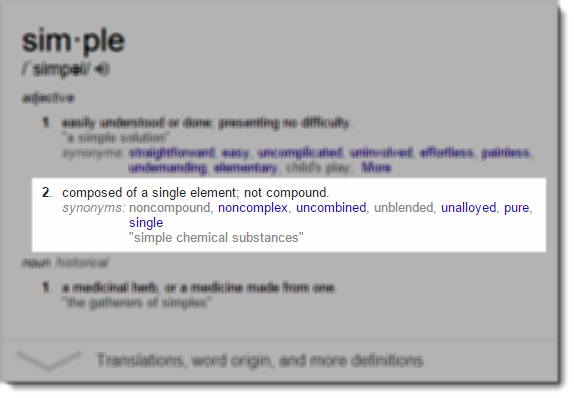 sim·ple
/ˈsimpəl/
adjective
1. easily understood or done; presenting no difficulty.
"a simple solution"
synonyms: straightforward, easy, uncomplicated, uninvolved, effortless, painless,
undemanding, elementary, child's play; More
2. composed of a single element; not compound.
synonyms: noncompound, noncomplex, uncombined, unblended, unalloyed, pure,
single
"simple chemical substances"
noun historical
1. a medicinal herb, or a medicine made from one.
"the gatherers of simples"
Translations, word origin, and more definitions